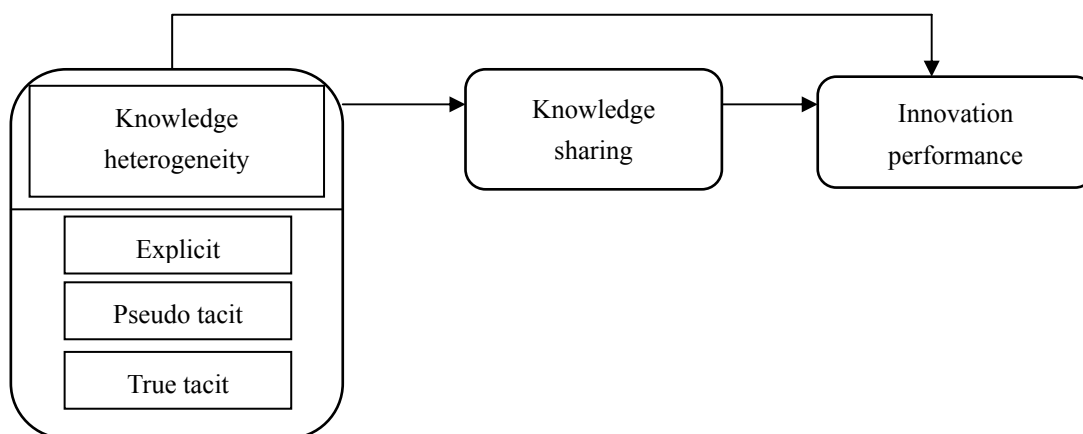 Knowledge
heterogeneity
Explicit
Pseudo tacit
True tacit
Knowledge
sharing
Innovation
performance